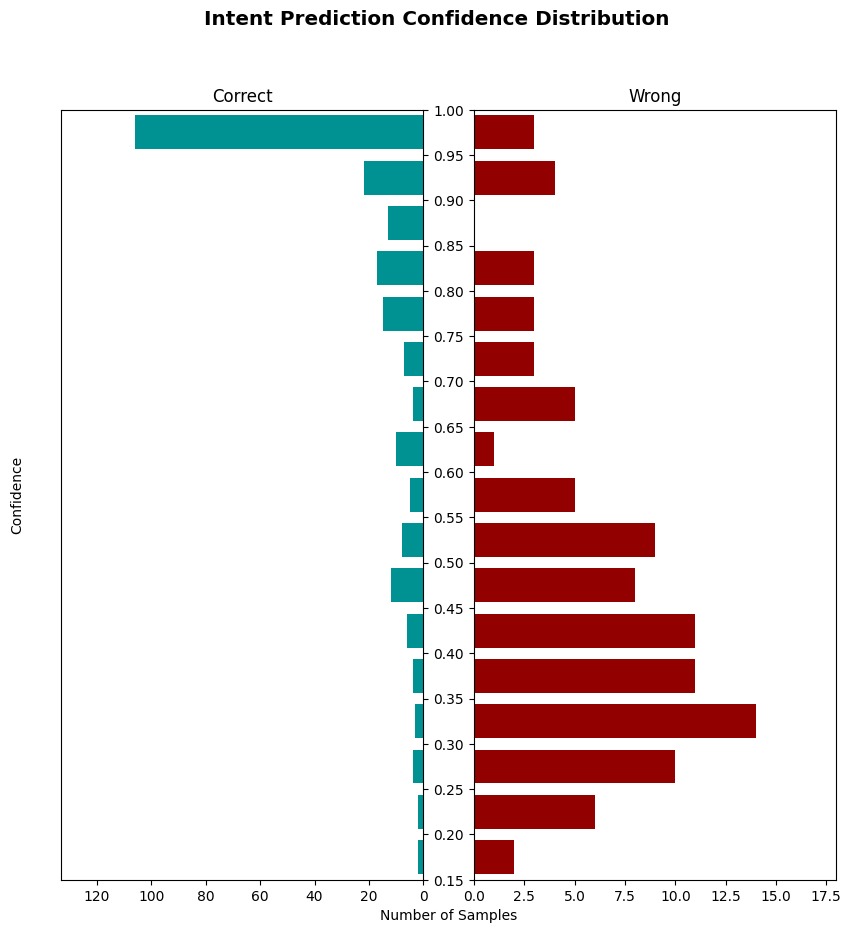 Intent Prediction Confidence Distribution
Correct
Wrong
Confidence
1.00
0.95
0.90
0.85
0.80
0.75
0.70
0.65
0.60
0.55
0.50
0.45
0.40
0.35
0.30
0.25
0.20
0.15
120 100 80 60 40 20 0
0.0 2.5 5.0 7.5 10.0 12.5 15.0 17.5
Number of Samples